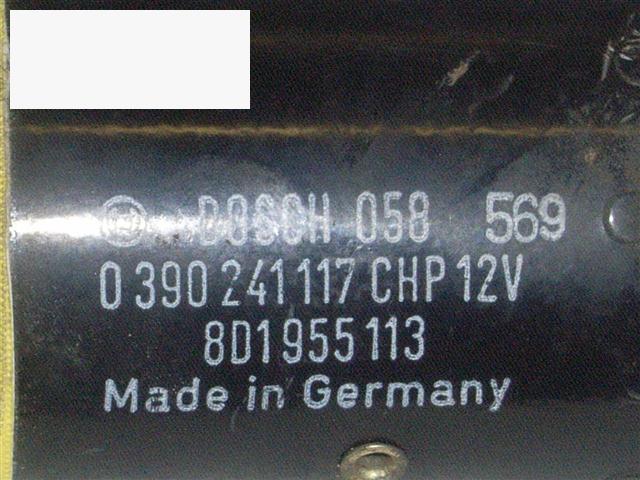 BOSCH 058 569
0 390 241 117 CHP 12V
8D1955113
Made in Germany